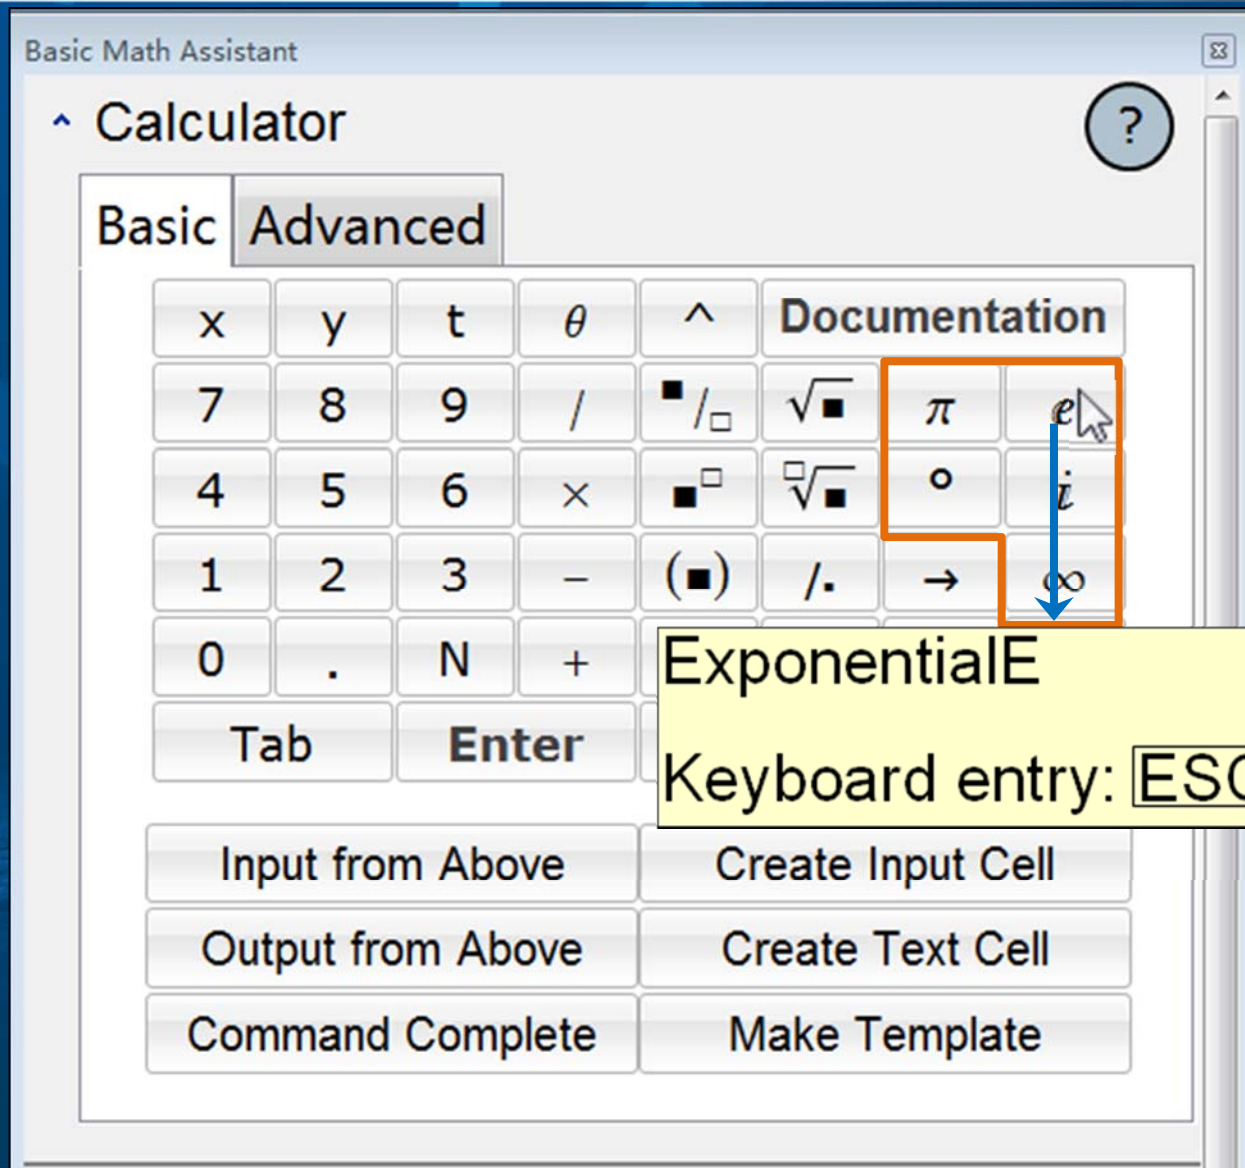 Basic Math Assistant
Calculator
?
Basic Advanced
x y t θ ^ Documentation
7 8 9 / ■/□ √■ π ⅇ
4 5 6 × ■□ □√■ ° ⅈ
1 2 3 − (■) /. → ∞
0 . N +
ExponentialE
Tab Enter
Keyboard entry: ESC
Input from Above Create Input Cell
Output from Above Create Text Cell
Command Complete Make Template